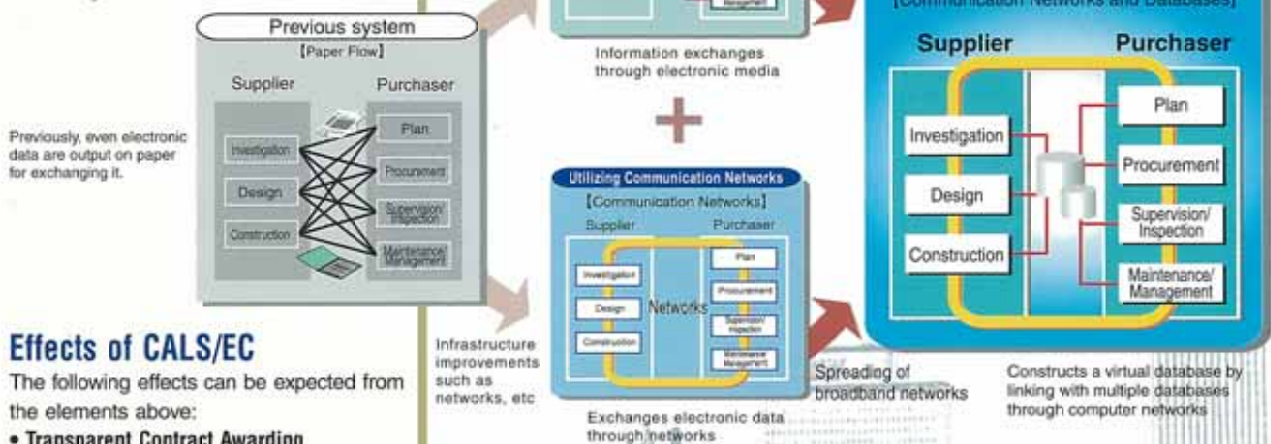 Previous system
[Paper Flow]
Supplier
Purchaser
Investigation
Design
Construction
Plan
Procurement
Supervision/
Inspection
Maintenance/
Management
Previously, even electronic
data are output on paper
for exchanging it.
Effects of CALS/EC
The following effects can be expected from
the elements above:
• Transparent Contract Awarding
Management
Information exchanges
through electronic media
+
Utilizing Communication Networks
[Communication Networks]
Supplier
Purchaser
Investigation
Design
Construction
Networks
Plan
Procurement
Supervision/
Inspection
Maintenance/
Management
Infrastructure
improvements
such as
networks, etc
Exchanges electronic data
through networks
Spreading of
broadband networks
[Communication Networks and Databases]
Supplier
Purchaser
Investigation
Design
Construction
Plan
Procurement
Supervision/
Inspection
Maintenance/
Management
Constructs a virtual database by
linking with multiple databases
through computer networks